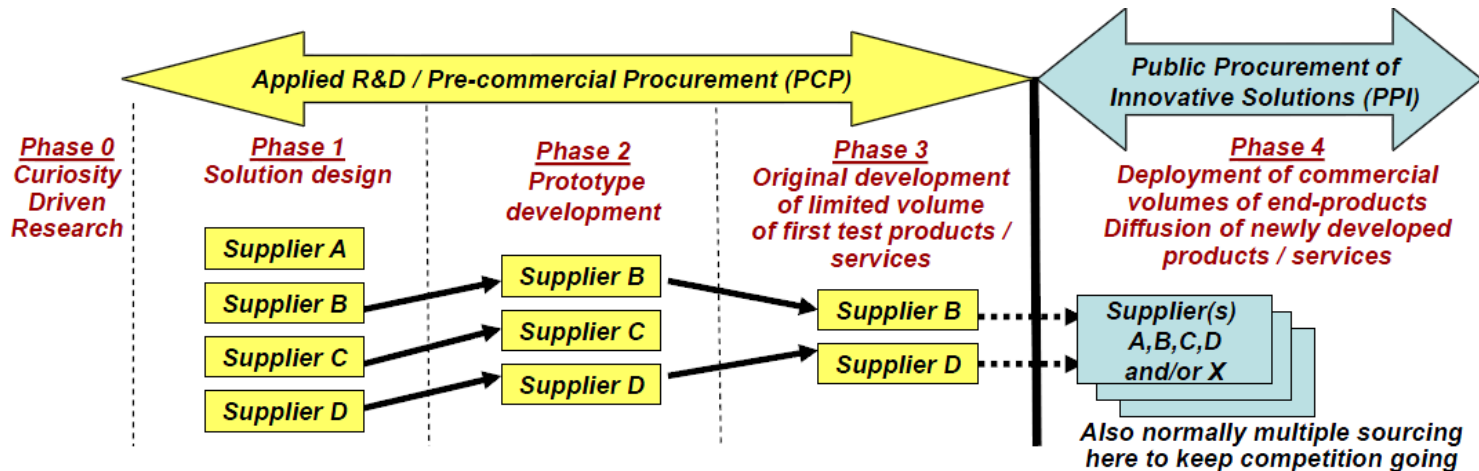 Applied R&D / Pre-commercial Procurement (PCP)
Public Procurement of
Innovative Solutions (PPI)
Phase 0
Curiosity
Driven
Research
Phase 1
Solution design
Supplier A
Supplier B
Supplier C
Supplier D
Phase 2
Prototype
development
Supplier B
Supplier C
Supplier D
Phase 3
Original development
of limited volume
of first test products /
services
Supplier B
Supplier D
Phase 4
Deployment of commercial
volumes of end-products
Diffusion of newly developed
products / services
Supplier(s)
A,B,C,D
and/or X
Also normally multiple sourcing
here to keep competition going